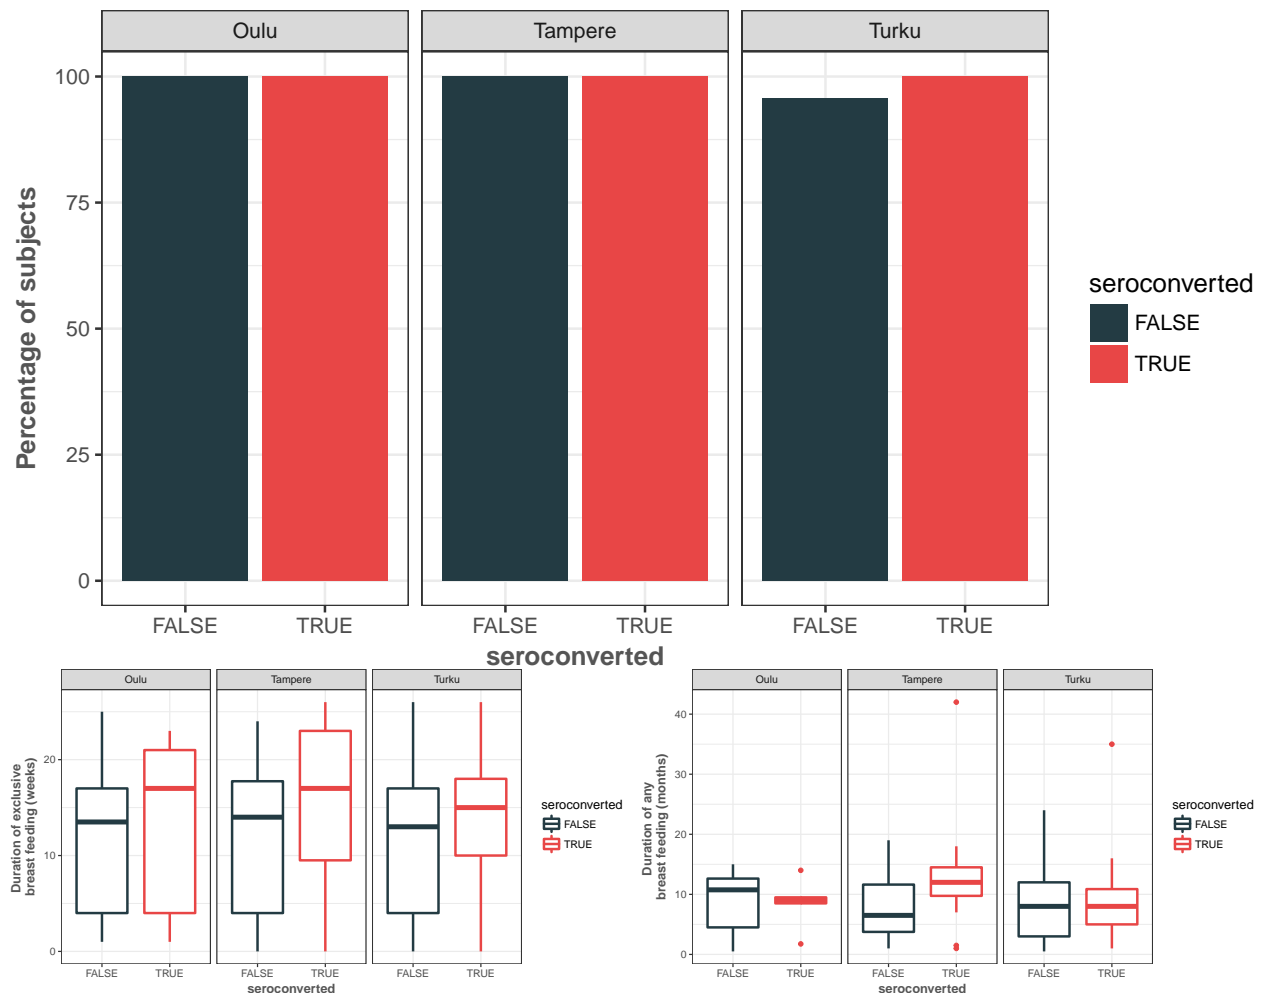 Oulu Tampere Turku
100
75
50
25
0
Percentage of subjects
FALSE TRUE FALSE TRUE FALSE TRUE
seroconverted
seroconverted
FALSE
TRUE
Oulu Tampere Turku
20
10
0
Duration of exclusive
breast feeding (weeks)
FALSE TRUE FALSE TRUE FALSE TRUE
seroconverted
seroconverted
FALSE
TRUE
Oulu Tampere Turku
40
30
20
10
0
Duration of any
breast feeding (months)
FALSE TRUE FALSE TRUE FALSE TRUE
seroconverted
seroconverted
FALSE
TRUE